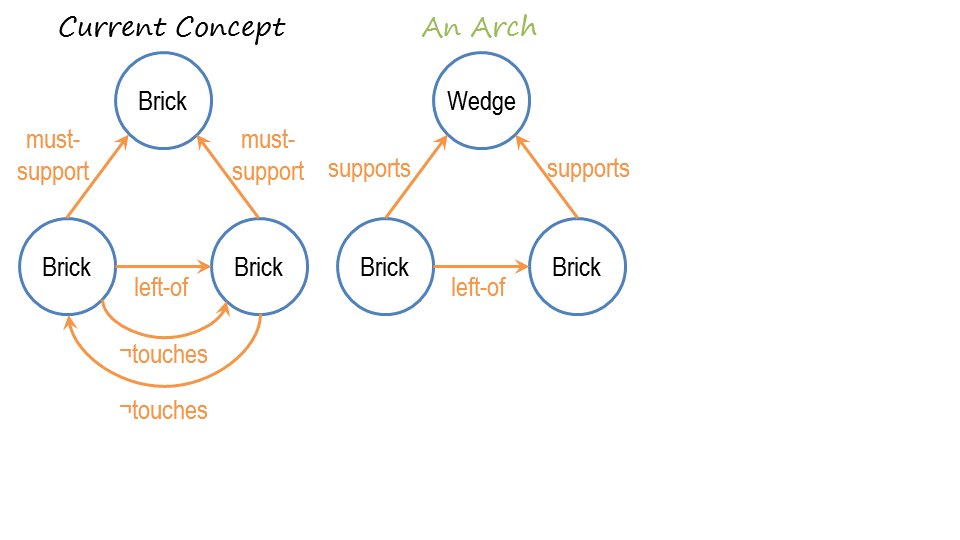 Current Concept
An Arch
Brick
Wedge
must-
support
must-
support
supports
supports
Brick
Brick
Brick
Brick
left-of
left-of
¬touches
¬touches